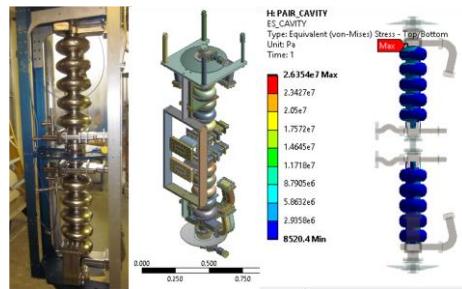 H: PAIR_CAVITY
ES_CAVITY
Type: Equivalent (von-Mises) Stress - Top/Bottom
Unit: Pa
Time: 1
Max
2.6354e7 Max
2.3427e7
2.05e7
1.7572e7
1.4645e7
1.1718e7
8.7905e6
5.8632e6
2.9358e6
8520.4 Min
0.000
0.500
0.250
0.750